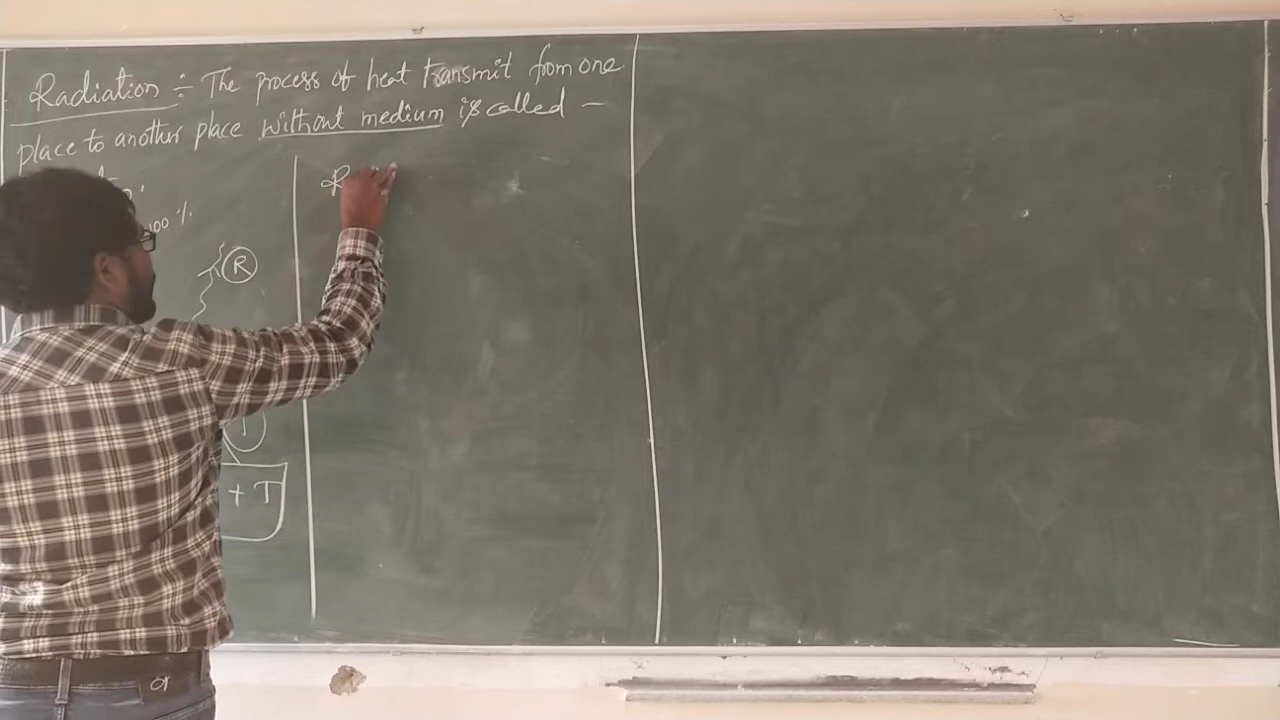 Radiation ÷ The process of heat transmit from one
place to another place without medium is called –
100 %
R
+ T
R